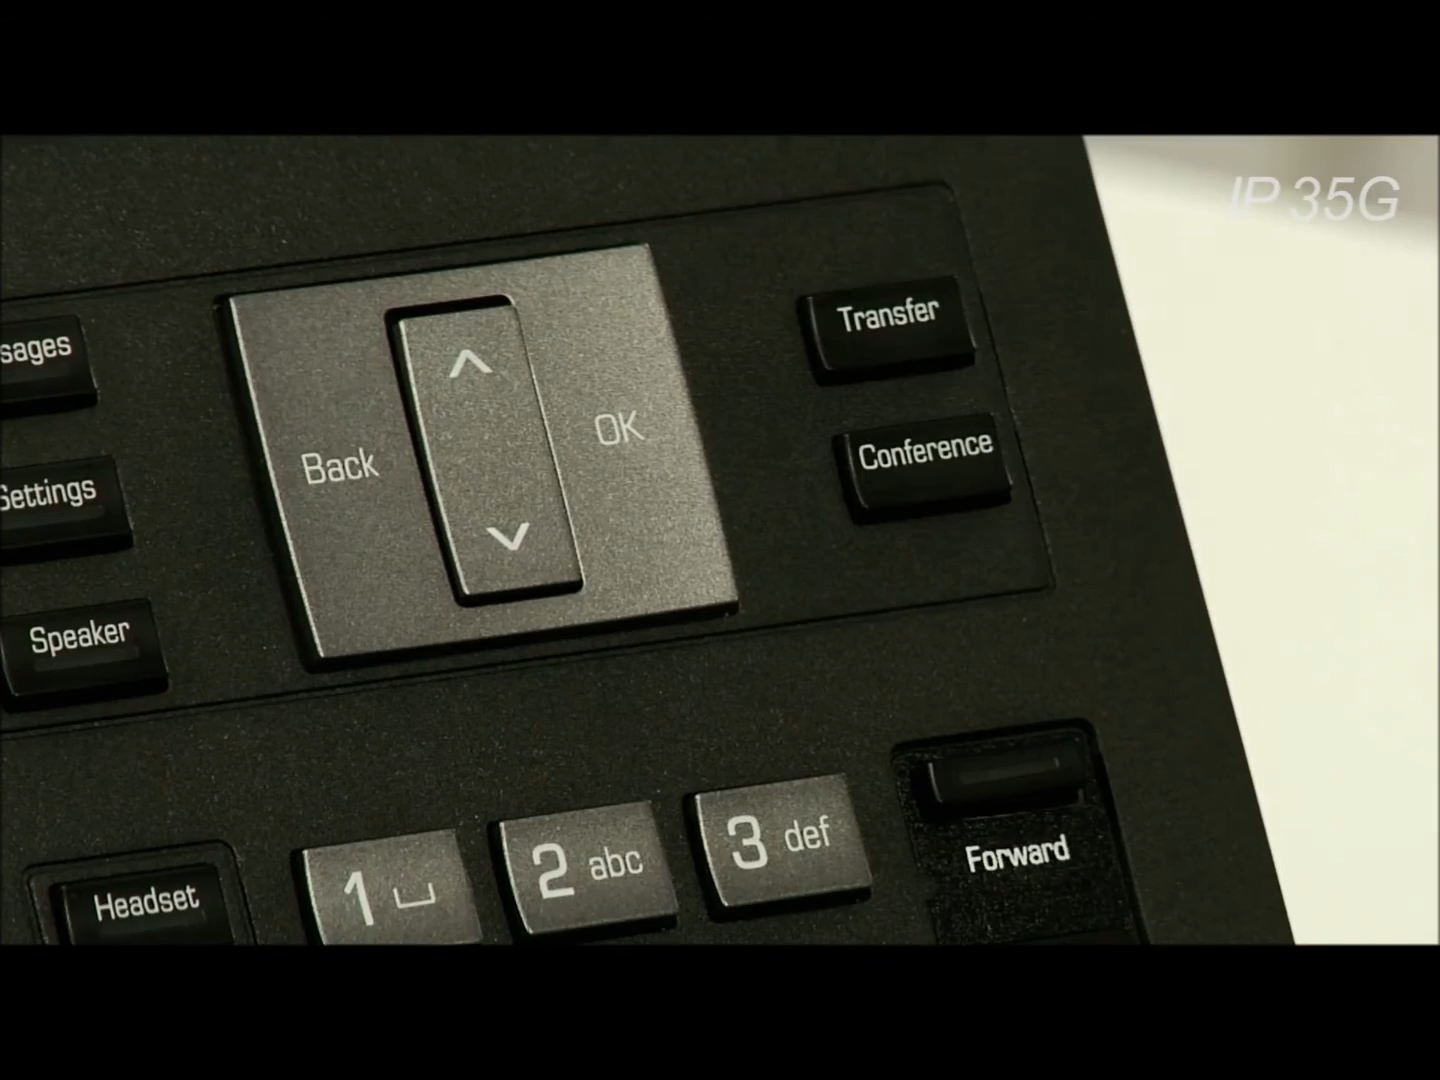 IP 35G
sages
Transfer
Back
OK
Conference
Settings
Speaker
Headset
1
2 abc
3 def
Forward